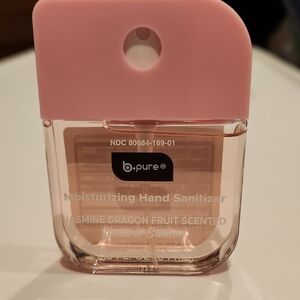 NDC 80684-169-01
b.pure®
Moisturizing Hand Sanitizer
JASMINE DRAGON FRUIT SCENTED